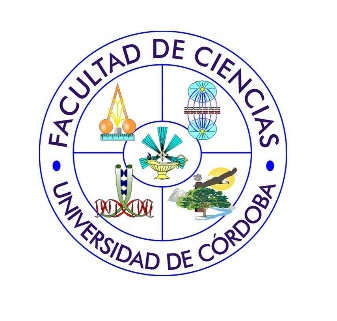 FACULTAD DE CIENCIAS
UNIVERSIDAD DE CÓRDOBA